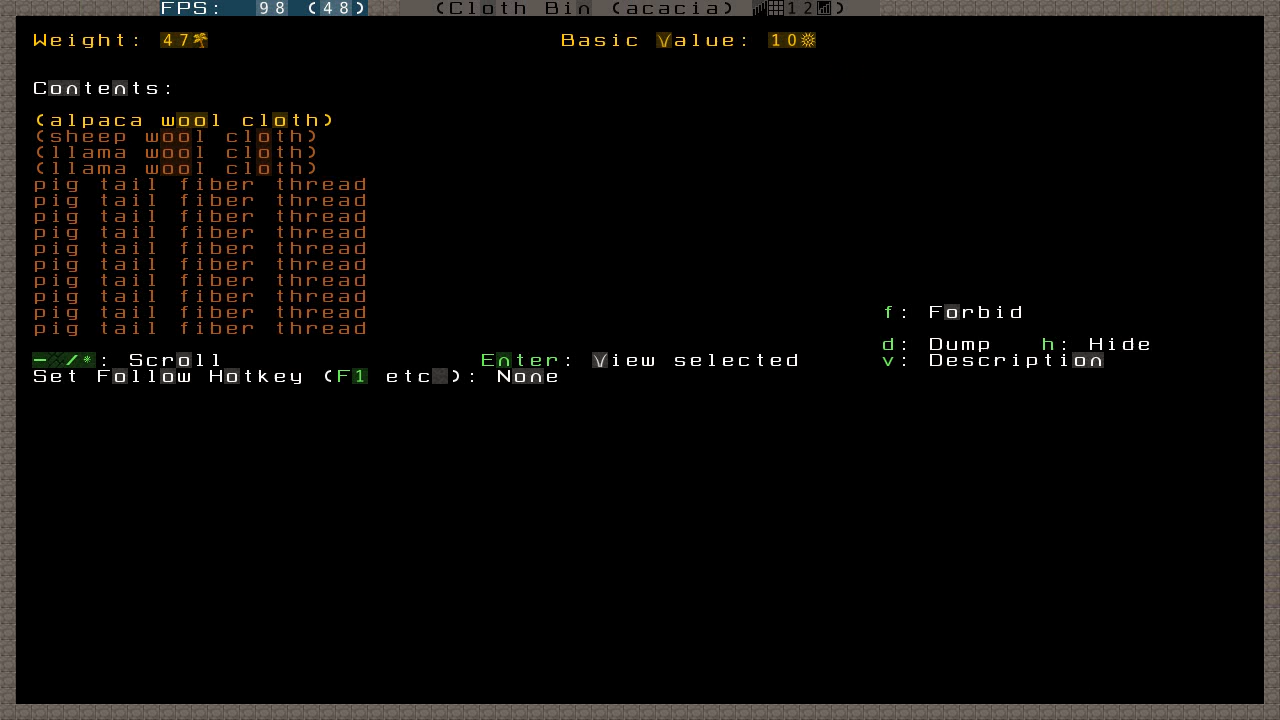 FPS: 98 (48) (Cloth Bin (acacia) 12)
Weight: 47 Basic Value: 10☼
Contents:
(alpaca wool cloth)
(sheep wool cloth)
(llama wool cloth)
(llama wool cloth)
pig tail fiber thread
pig tail fiber thread
pig tail fiber thread
pig tail fiber thread
pig tail fiber thread
pig tail fiber thread
pig tail fiber thread
pig tail fiber thread
pig tail fiber thread f: Forbid
pig tail fiber thread
d: Dump h: Hide
-/*: Scroll Enter: View selected v: Description
Set Follow Hotkey (F1 etc ): None